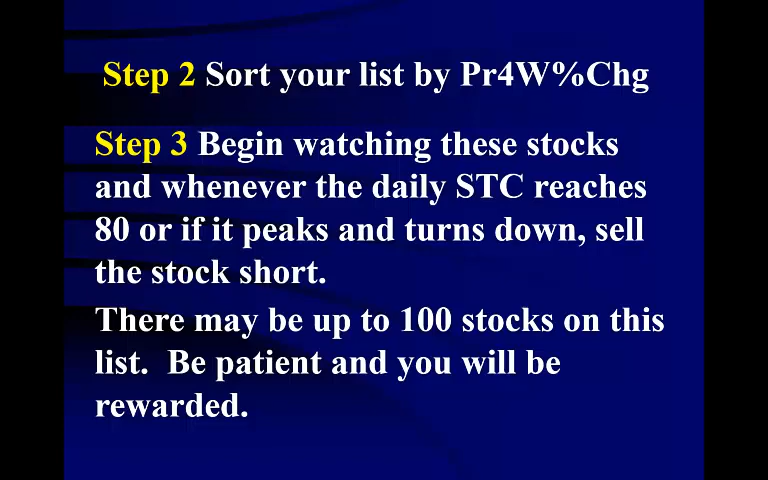 Step 2 Sort your list by Pr4W%Chg
Step 3 Begin watching these stocks
and whenever the daily STC reaches
80 or if it peaks and turns down, sell
the stock short.
There may be up to 100 stocks on this
list.  Be patient and you will be
rewarded.